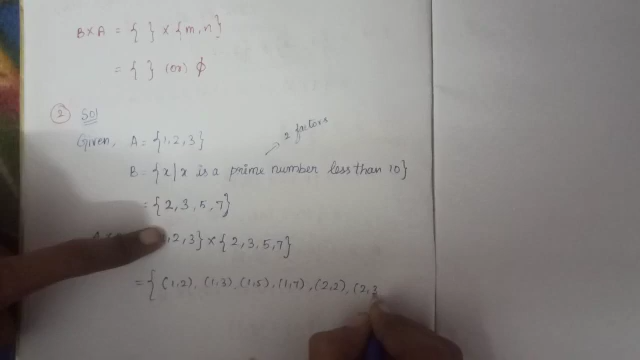 B×A = { } × {m,n}
= { } (or) ϕ
② Sol
Given, A = {1,2,3}
2 factors
B = {x/x is a prime number less than 10}
= {2,3,5,7}
,2,3} × {2,3,5,7}
= { (1,2), (1,3), (1,5), (1,7), (2,2), (2,3